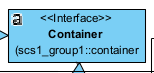 <<Interface>>
Container
(scs1_group1::container